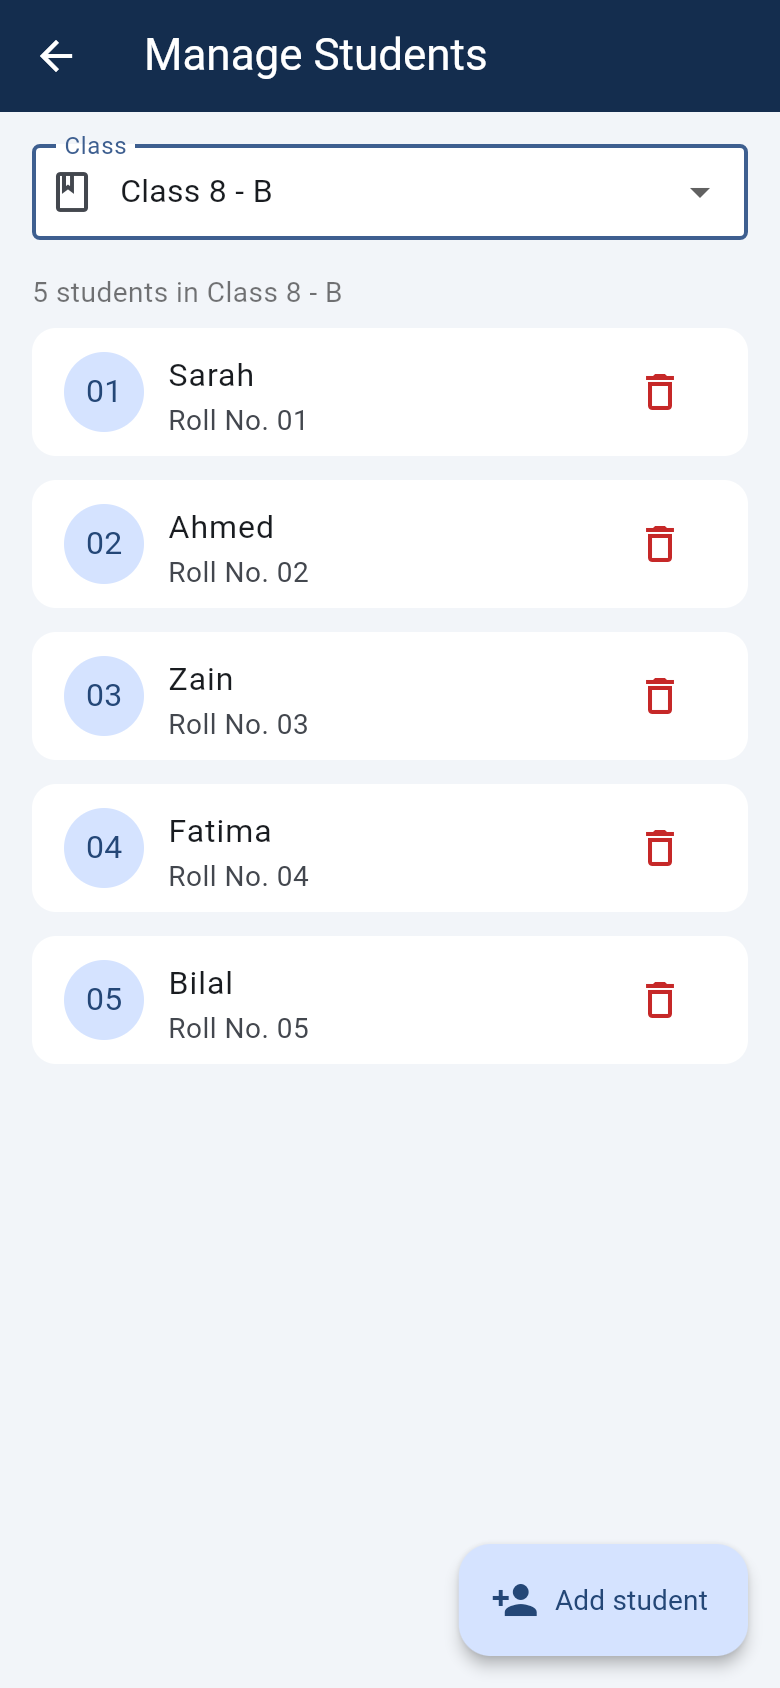 Manage Students
Class
Class 8 - B
5 students in Class 8 - B
01
Sarah
Roll No. 01
02
Ahmed
Roll No. 02
03
Zain
Roll No. 03
04
Fatima
Roll No. 04
05
Bilal
Roll No. 05
Add student